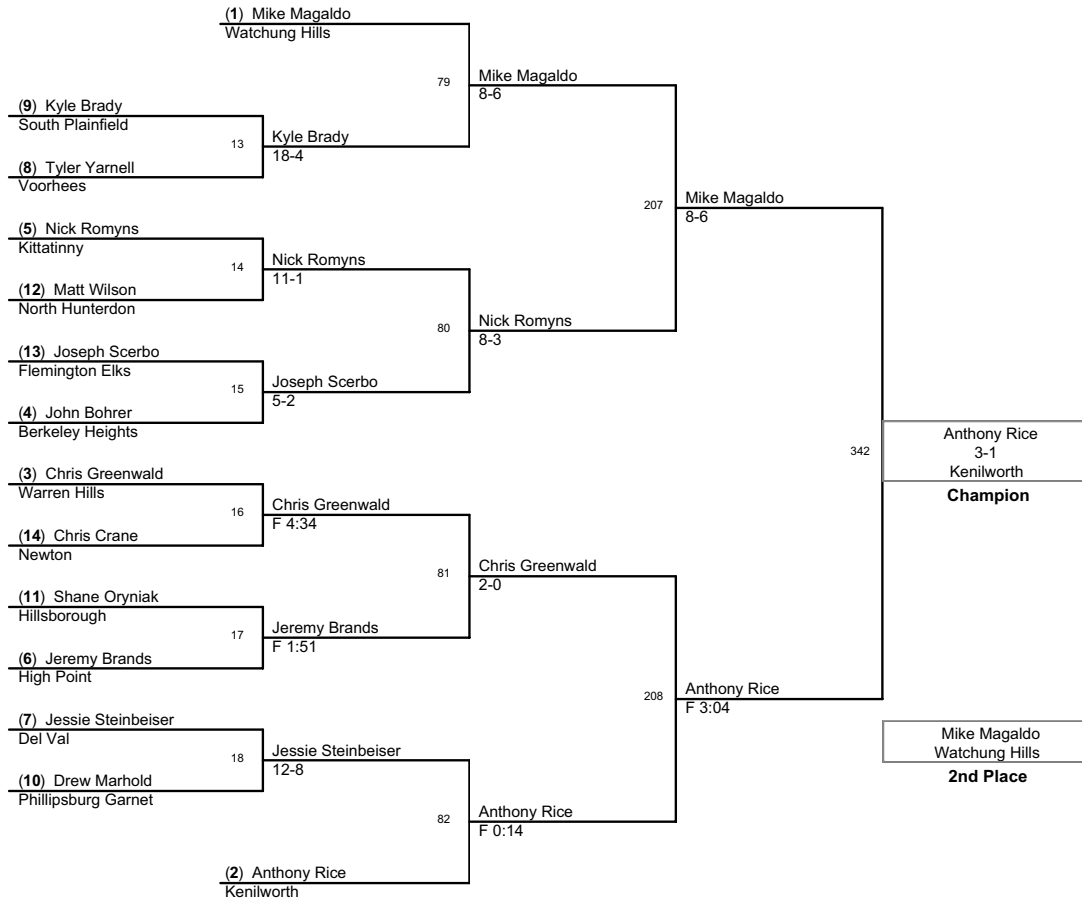 (1) Mike Magaldo
Watchung Hills
79
Mike Magaldo
8-6
(9) Kyle Brady
South Plainfield
13
Kyle Brady
18-4
(8) Tyler Yarnell
Voorhees
207
Mike Magaldo
8-6
(5) Nick Romyns
Kittatinny
14
Nick Romyns
11-1
(12) Matt Wilson
North Hunterdon
80
Nick Romyns
8-3
(13) Joseph Scerbo
Flemington Elks
15
Joseph Scerbo
5-2
(4) John Bohrer
Berkeley Heights
342
Anthony Rice
3-1
Kenilworth
Champion
(3) Chris Greenwald
Warren Hills
16
Chris Greenwald
F 4:34
(14) Chris Crane
Newton
81
Chris Greenwald
2-0
(11) Shane Oryniak
Hillsborough
17
Jeremy Brands
F 1:51
(6) Jeremy Brands
High Point
208
Anthony Rice
F 3:04
(7) Jessie Steinbeiser
Del Val
18
Jessie Steinbeiser
12-8
(10) Drew Marhold
Phillipsburg Garnet
Mike Magaldo
Watchung Hills
2nd Place
82
Anthony Rice
F 0:14
(2) Anthony Rice
Kenilworth